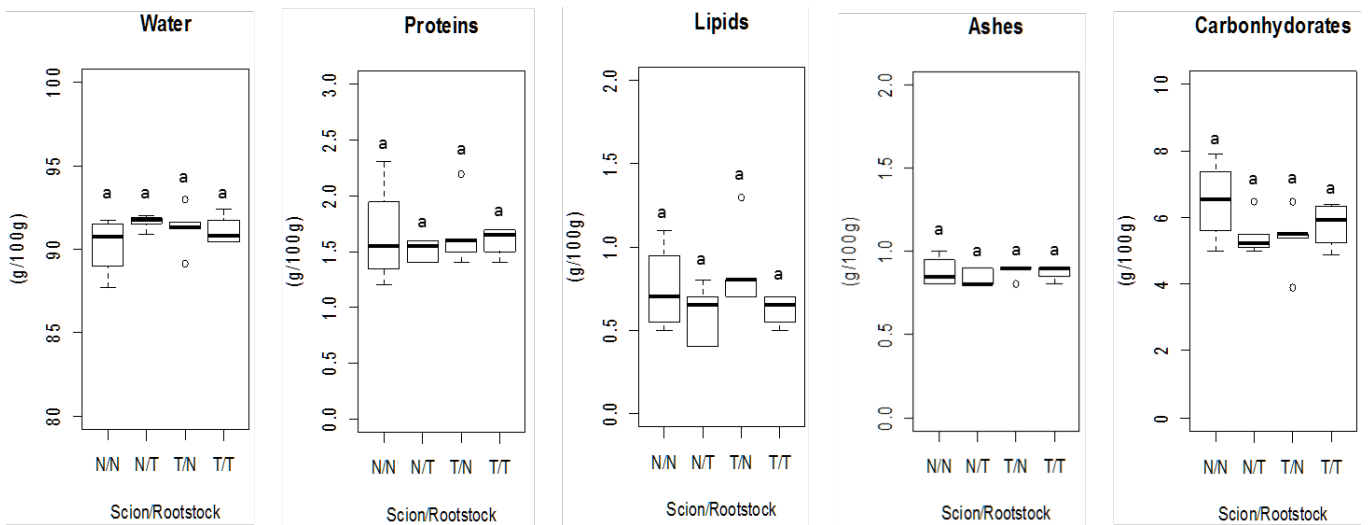 Water
100
95
90
85
80
(g/100g)
a a a a
N/N N/T T/N T/T
Scion/Rootstock
Proteins
3.0
2.5
2.0
1.5
1.0
0.5
0.0
(g/100g)
a a a a
N/N N/T T/N T/T
Scion/Rootstock
Lipids
2.0
1.5
1.0
0.5
0.0
(g/100g)
a a a a
N/N N/T T/N T/T
Scion/Rootstock
Ashes
2.0
1.5
1.0
0.5
0.0
(g/100g)
a a a a
N/N N/T T/N T/T
Scion/Rootstock
Carbonhydorates
10
8
6
4
2
0
(g/100g)
a a a a
N/N N/T T/N T/T
Scion/Rootstock